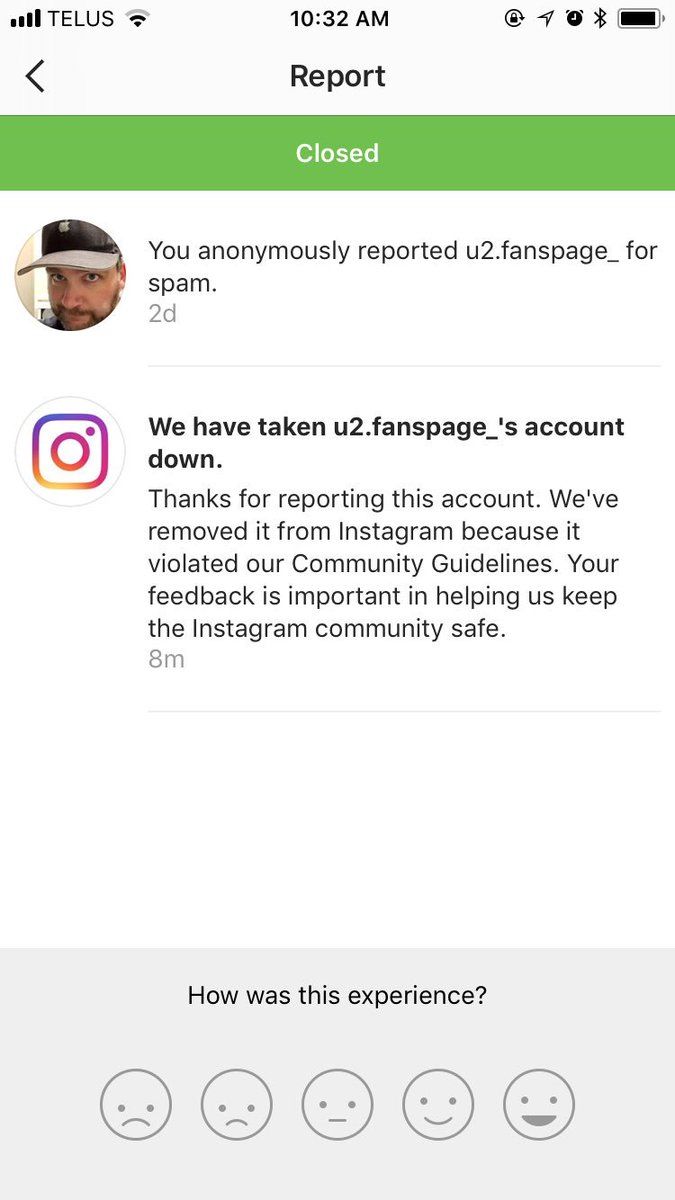 TELUS 10:32 AM
Report
Closed
You anonymously reported u2.fanspage_ for
spam.
2d
We have taken u2.fanspage_'s account
down.
Thanks for reporting this account. We've
removed it from Instagram because it
violated our Community Guidelines. Your
feedback is important in helping us keep
the Instagram community safe.
8m
How was this experience?